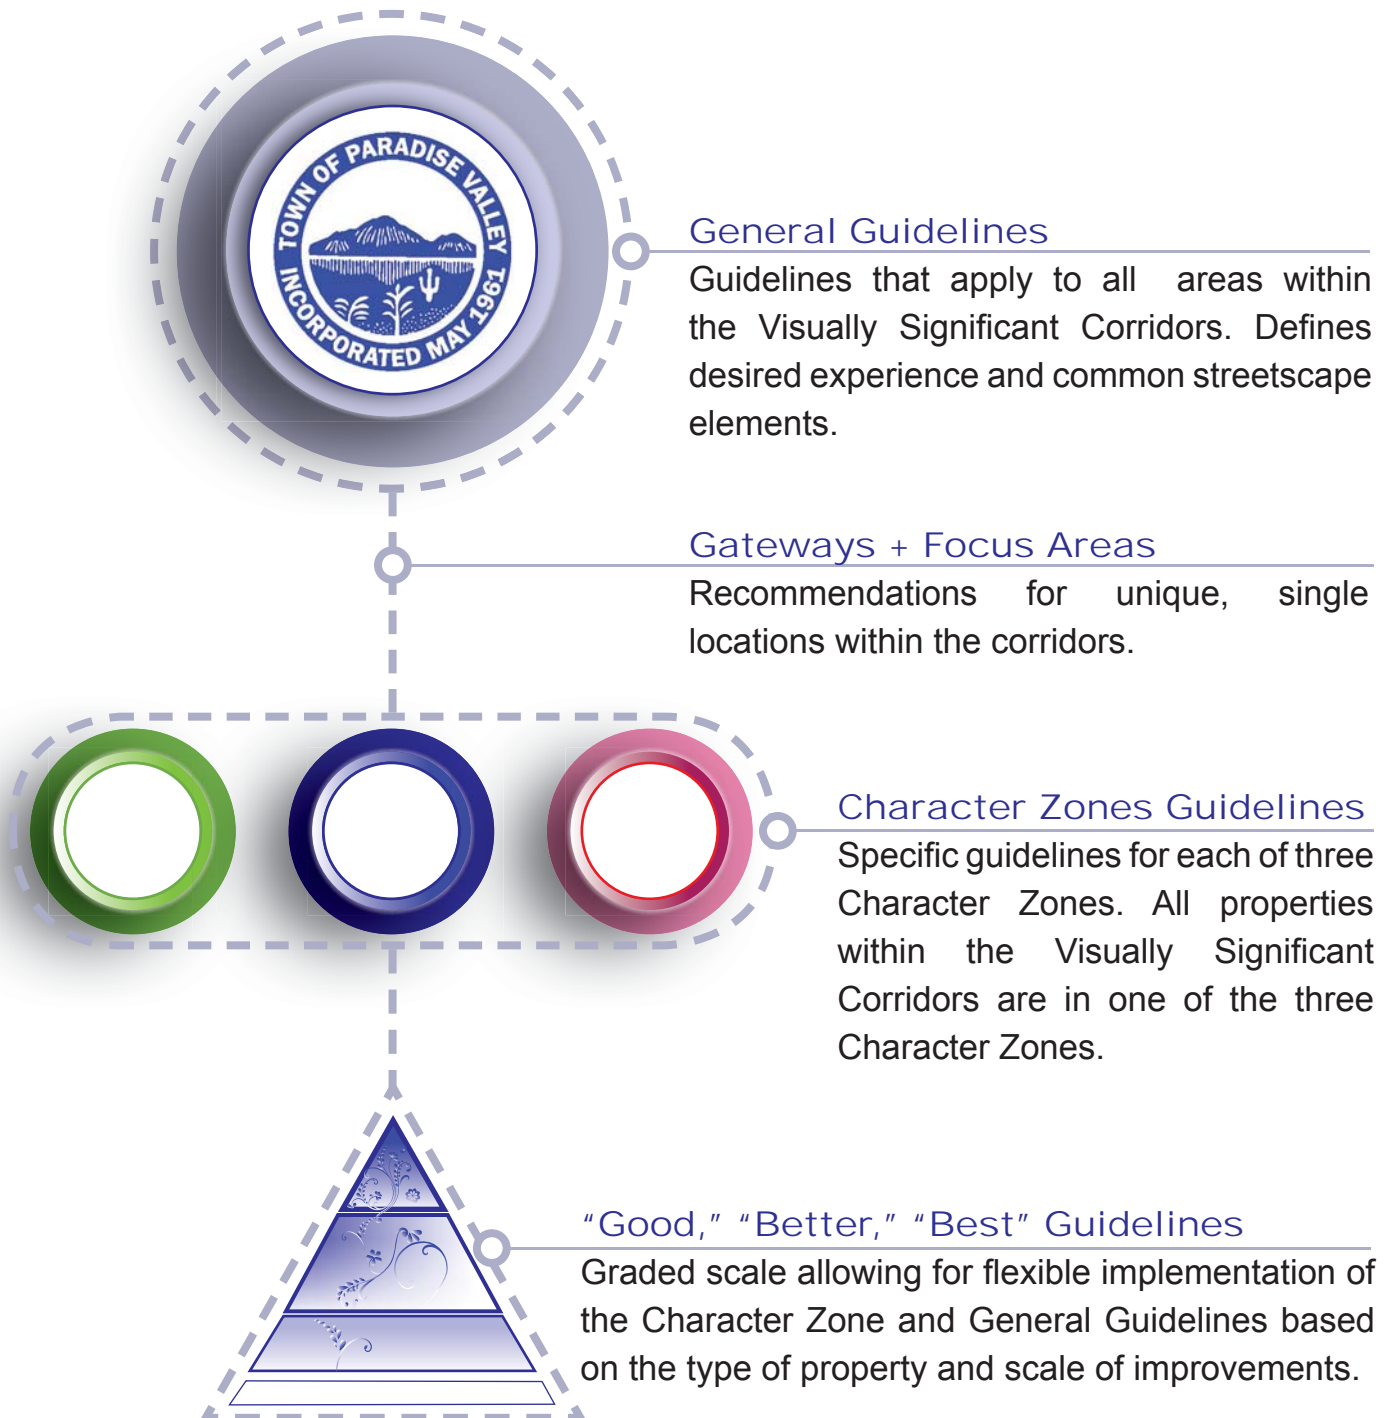 TOWN OF PARADISE VALLEY
INCORPORATED MAY 1961
General Guidelines
Guidelines that apply to all areas within
the Visually Significant Corridors. Defines
desired experience and common streetscape
elements.
Gateways + Focus Areas
Recommendations for unique, single
locations within the corridors.
Character Zones Guidelines
Specific guidelines for each of three
Character Zones. All properties
within the Visually Significant
Corridors are in one of the three
Character Zones.
“Good,” “Better,” “Best” Guidelines
Graded scale allowing for flexible implementation of
the Character Zone and General Guidelines based
on the type of property and scale of improvements.